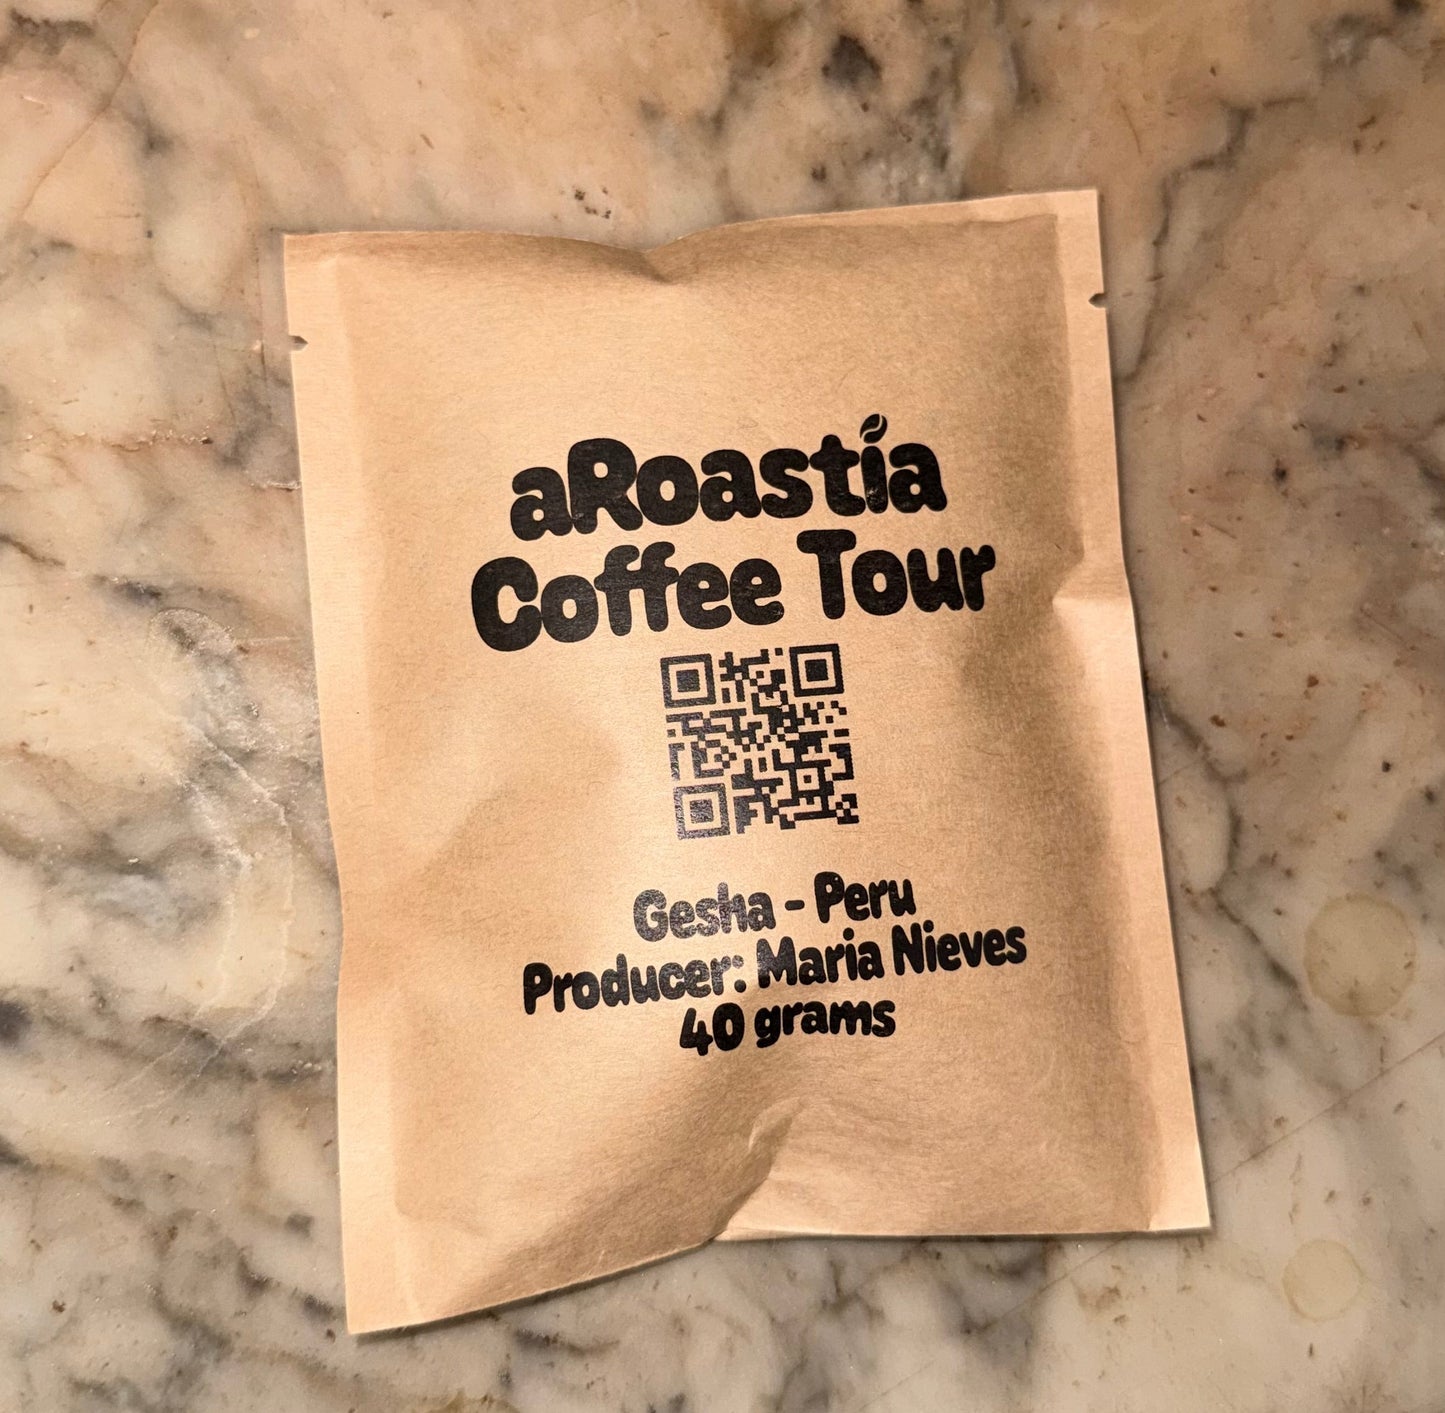 aRoastía
Coffee Tour
Gesha - Peru
Producer: Maria Nieves
40 grams